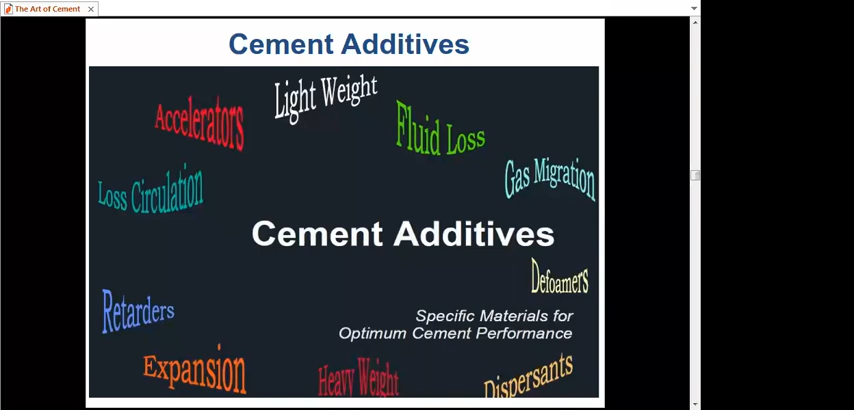 The Art of Cement
Cement Additives
Light Weight
Accelerators
Fluid Loss
Gas Migration
Loss Circulation
Cement Additives
Defoamers
Retarders
Specific Materials for
Optimum Cement Performance
Expansion
Heavy Weight
Dispersants